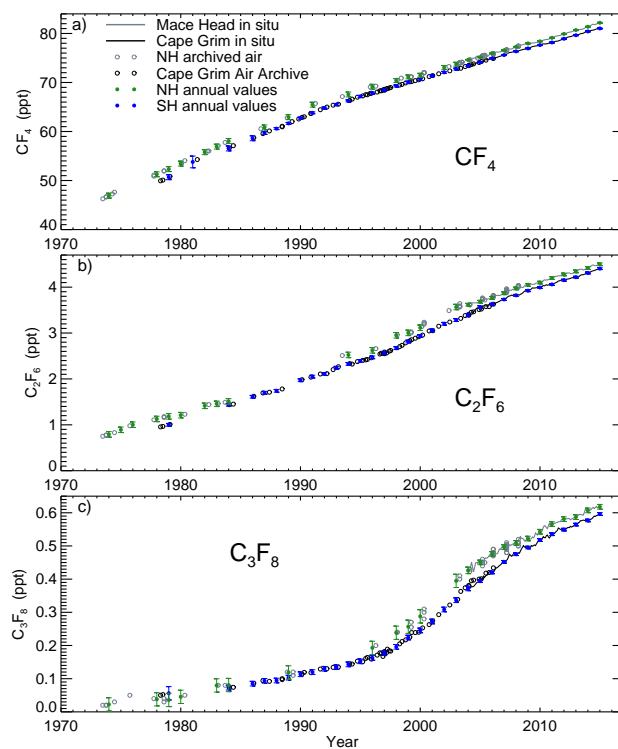 a)
Mace Head in situ
Cape Grim in situ
NH archived air
Cape Grim Air Archive
NH annual values
SH annual values
CF4 (ppt)
90
80
70
60
50
40
CF4
1970 1980 1990 2000 2010
b)
C2F6 (ppt)
4
3
2
1
0
C2F6
1970 1980 1990 2000 2010
c)
C3F8 (ppt)
0.6
0.5
0.4
0.3
0.2
0.1
0.0
C3F8
1970 1980 1990 2000 2010
Year